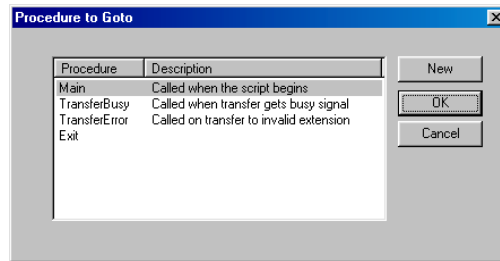 Procedure to Goto
Procedure Description
Main Called when the script begins
TransferBusy Called when transfer gets busy signal
TransferError Called on transfer to invalid extension
Exit
New
OK
Cancel